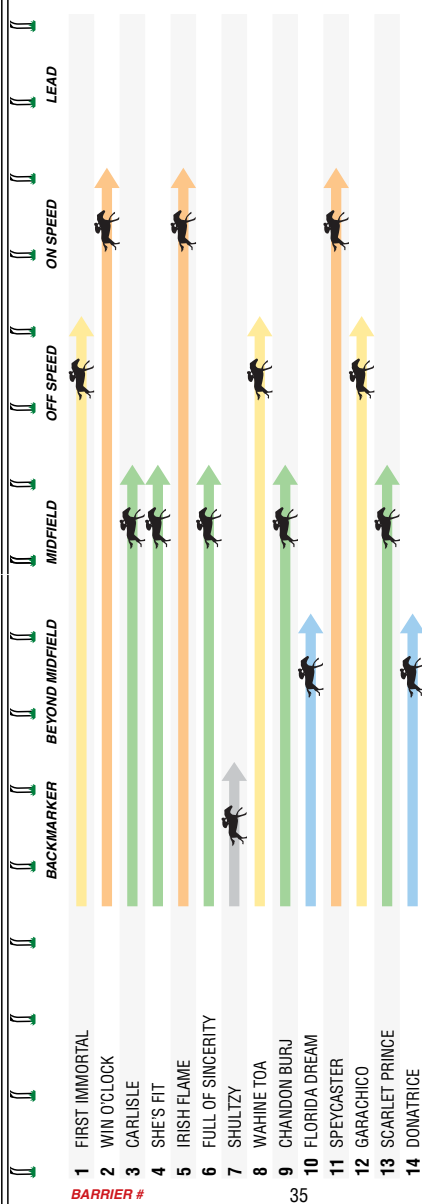 LEAD
ON SPEED
OFF SPEED
MIDFIELD
BEYOND MIDFIELD
BACKMARKER
1 FIRST IMMORTAL
2 WIN O'CLOCK
3 CARLISLE
4 SHE'S FIT
5 IRISH FLAME
6 FULL OF SINCERITY
7 SHULTZY
8 WAHINE TOA
9 CHANDON BURJ
10 FLORIDA DREAM
11 SPEYCASTER
12 GARACHICO
13 SCARLET PRINCE
14 DONATRICE
BARRIER #
35